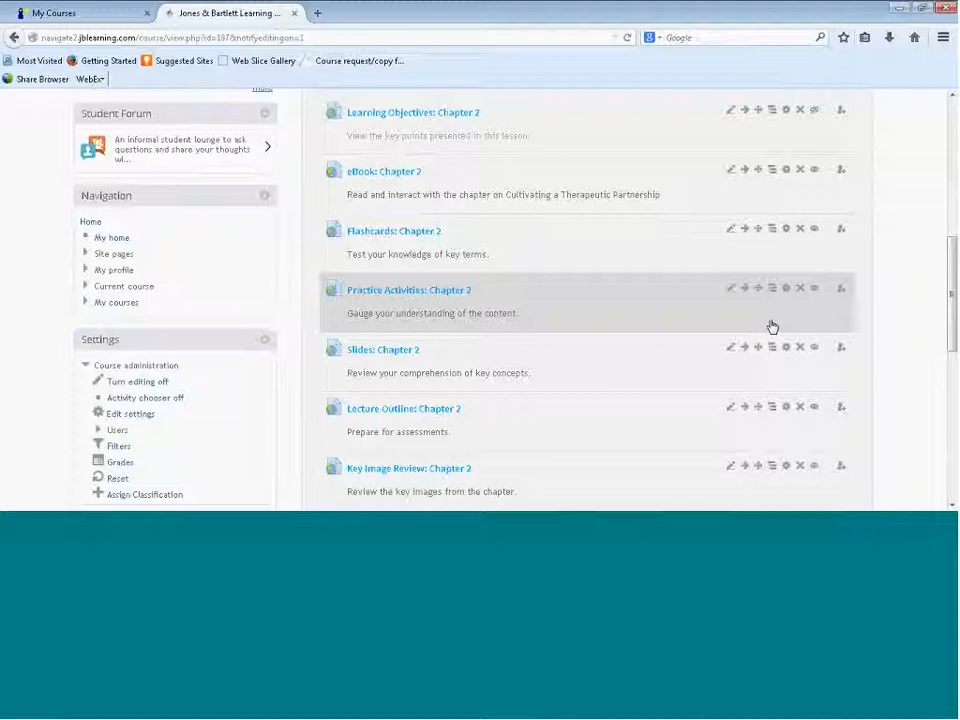 My Courses
Jones & Bartlett Learning ...
navigate2.jblearning.com/course/view.php?id=197&notifyeditingon=1
Google
Most Visited
Getting Started
Suggested Sites
Web Slice Gallery
Course request/copy f...
Share Browser
WebEx
more
Student Forum
An informal student lounge to ask
questions and share your thoughts
wi...
Navigation
Home
My home
Site pages
My profile
Current course
My courses
Settings
Course administration
Turn editing off
Activity chooser off
Edit settings
Users
Filters
Grades
Reset
Assign Classification
Learning Objectives: Chapter 2
View the key points presented in this lesson.
eBook: Chapter 2
Read and interact with the chapter on Cultivating a Therapeutic Partnership
Flashcards: Chapter 2
Test your knowledge of key terms.
Practice Activities: Chapter 2
Gauge your understanding of the content.
Slides: Chapter 2
Review your comprehension of key concepts.
Lecture Outline: Chapter 2
Prepare for assessments.
Key Image Review: Chapter 2
Review the key images from the chapter.